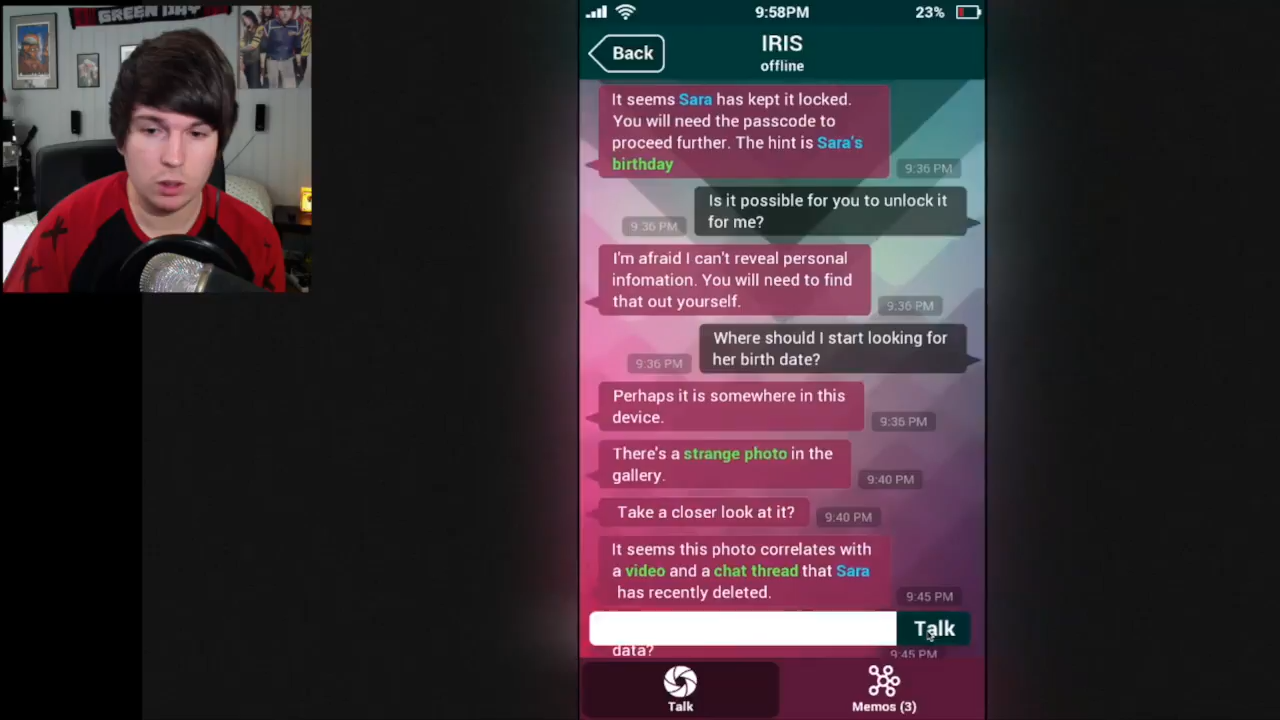 GREEN DAY
9:58PM
23%
Back
IRIS
offline
It seems Sara has kept it locked.
You will need the passcode to
proceed further. The hint is Sara's
birthday
9:36 PM
Is it possible for you to unlock it
for me?
9:36 PM
I'm afraid I can't reveal personal
infomation. You will need to find
that out yourself.
9:36 PM
Where should I start looking for
her birth date?
9:36 PM
Perhaps it is somewhere in this
device.
9:36 PM
There's a strange photo in the
gallery.
9:40 PM
Take a closer look at it?
9:40 PM
It seems this photo correlates with
a video and a chat thread that Sara
has recently deleted.
9:45 PM
Talk
data?
9:45 PM
Talk
Memos (3)